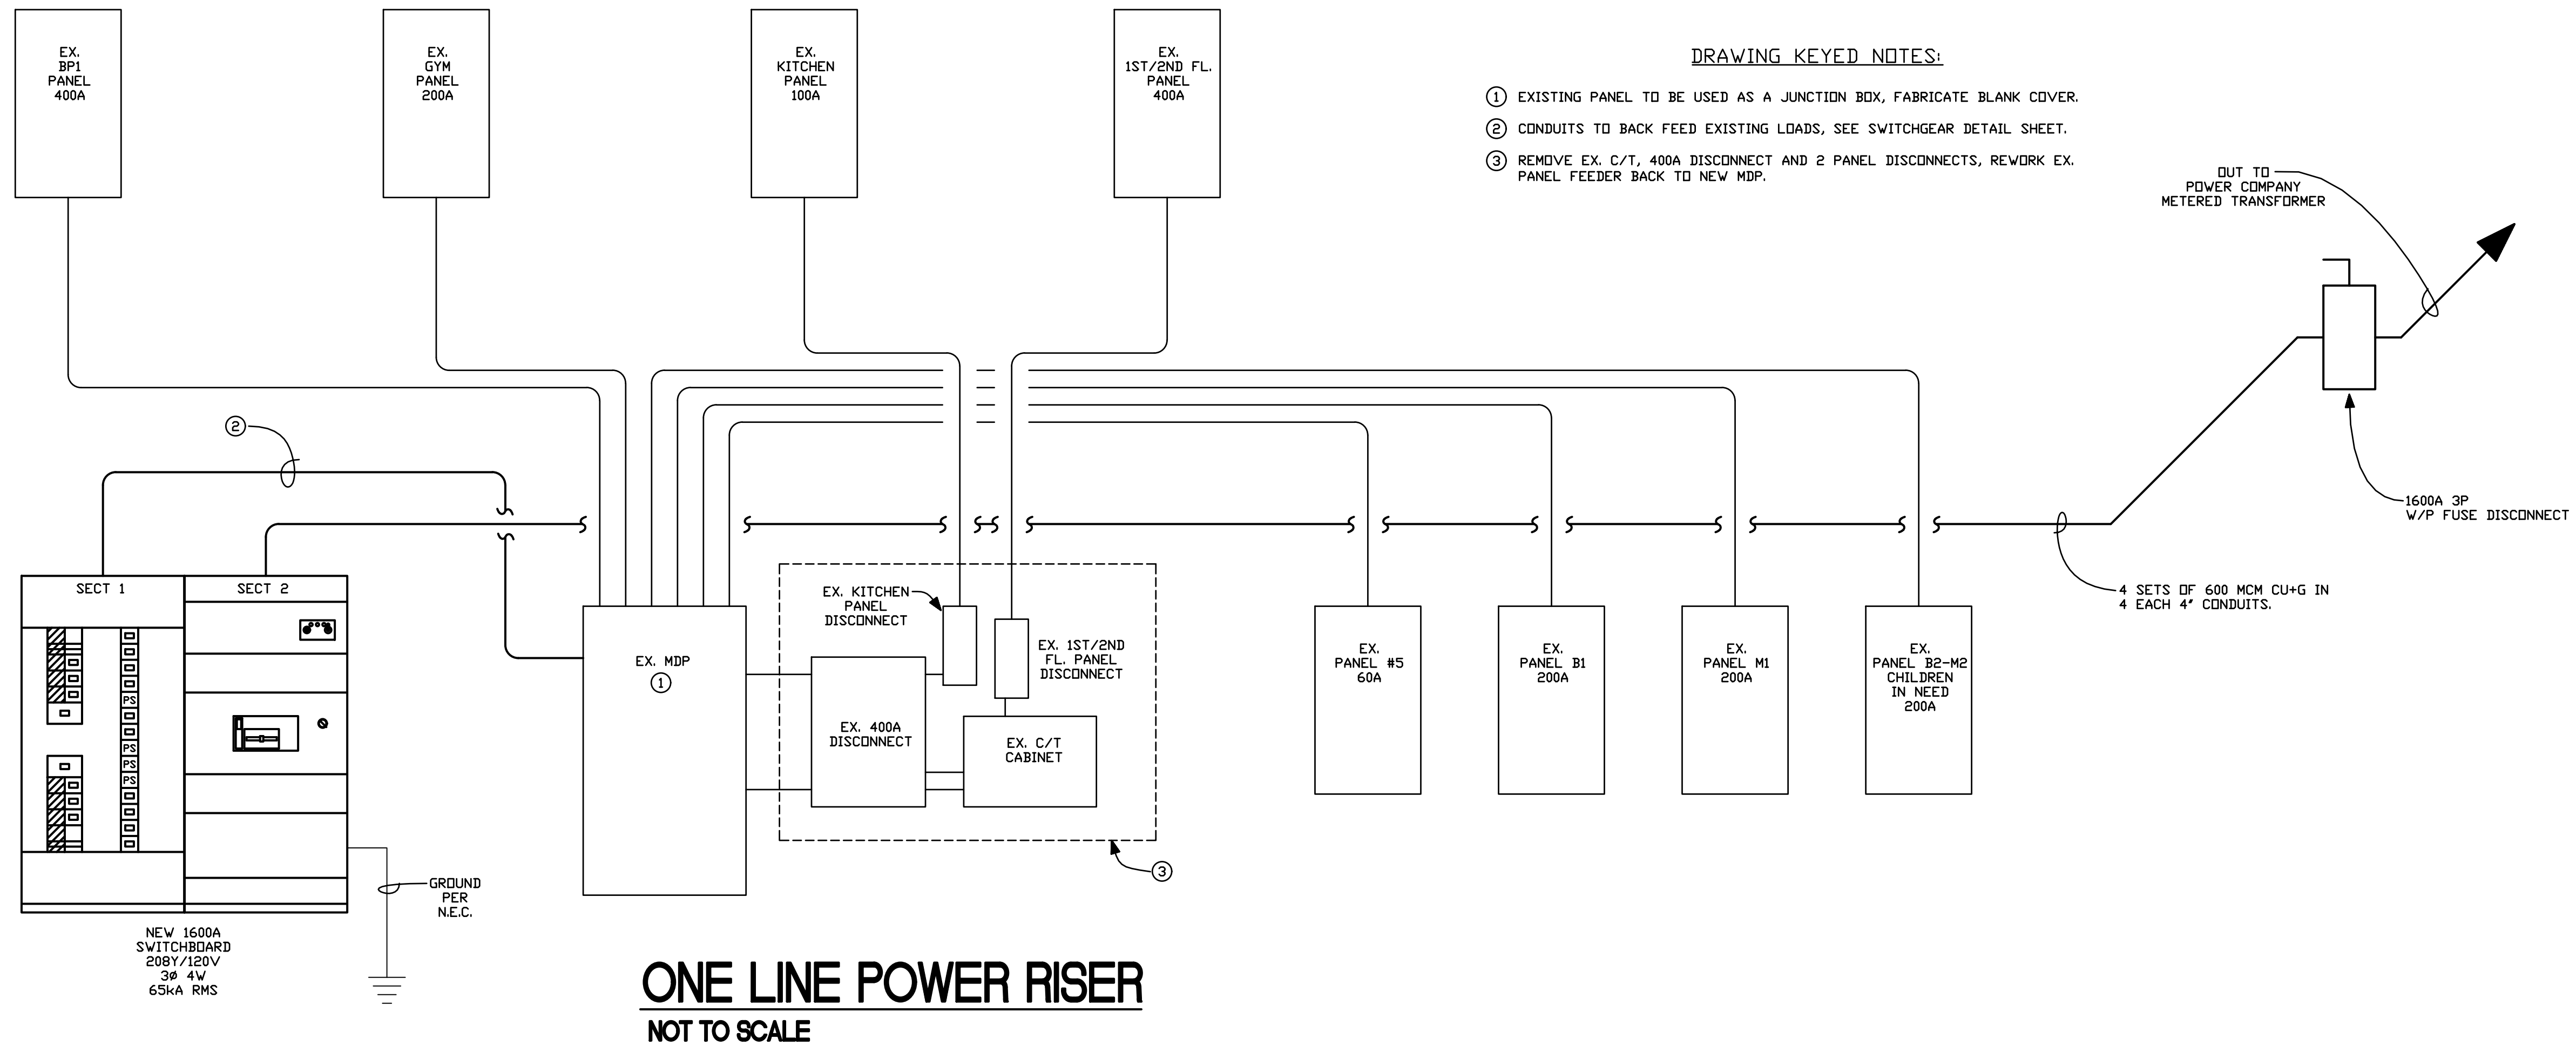 EX.
BP1
PANEL
400A
EX.
GYM
PANEL
200A
EX.
KITCHEN
PANEL
100A
EX.
1ST/2ND FL.
PANEL
400A
DRAWING KEYED NOTES:
1 EXISTING PANEL TO BE USED AS A JUNCTION BOX, FABRICATE BLANK COVER.
2 CONDUITS TO BACK FEED EXISTING LOADS, SEE SWITCHGEAR DETAIL SHEET.
3 REMOVE EX. C/T, 400A DISCONNECT AND 2 PANEL DISCONNECTS, REWORK EX.
PANEL FEEDER BACK TO NEW MDP.
OUT TO
POWER COMPANY
METERED TRANSFORMER
1600A 3P
W/P FUSE DISCONNECT
4 SETS OF 600 MCM CU+G IN
4 EACH 4" CONDUITS.
2
SECT 1
SECT 2
PS
PS
PS
PS
NEW 1600A
SWITCHBOARD
208Y/120V
3Ø 4W
65kA RMS
GROUND
PER
N.E.C.
EX. MDP
1
EX. KITCHEN
PANEL
DISCONNECT
EX. 1ST/2ND
FL. PANEL
DISCONNECT
EX. 400A
DISCONNECT
EX. C/T
CABINET
3
EX.
PANEL #5
60A
EX.
PANEL B1
200A
EX.
PANEL M1
200A
EX.
PANEL B2-M2
CHILDREN
IN NEED
200A
ONE LINE POWER RISER
NOT TO SCALE